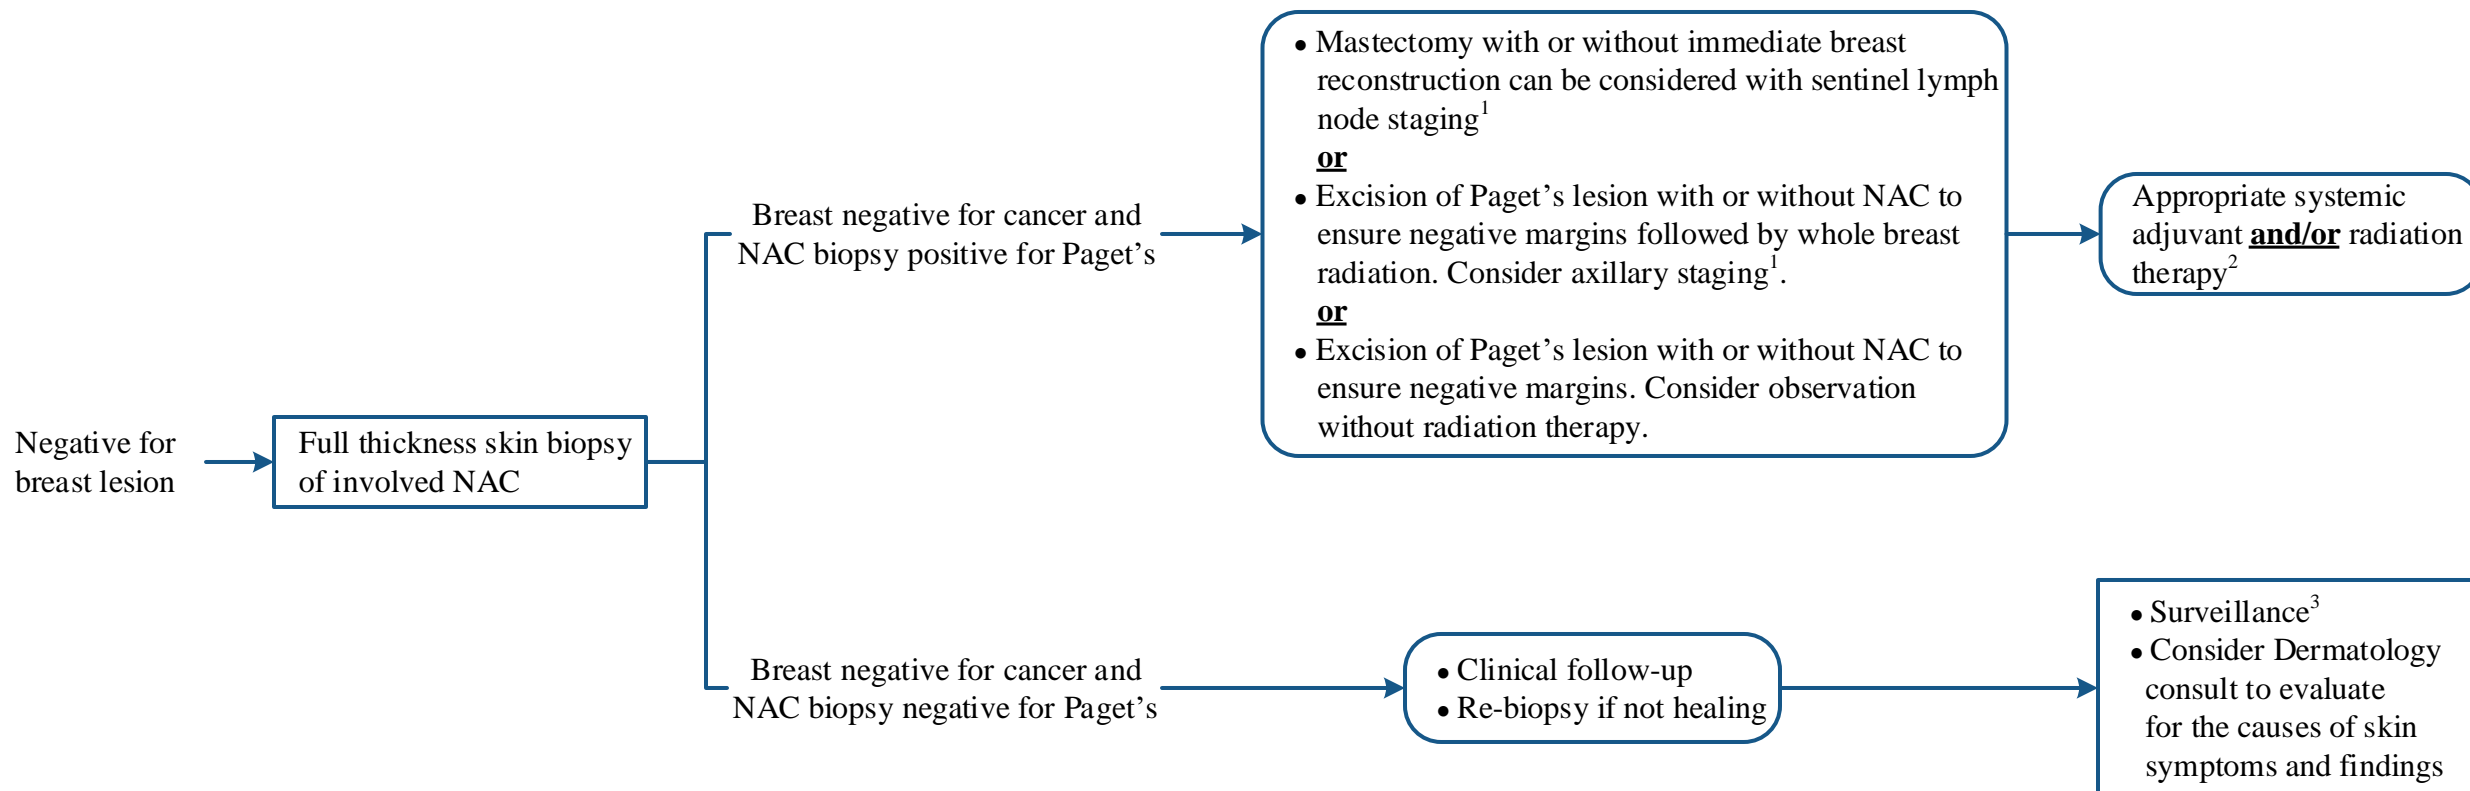 Negative for
breast lesion
Full thickness skin biopsy
of involved NAC
Breast negative for cancer and
NAC biopsy positive for Paget’s
• Mastectomy with or without immediate breast
reconstruction can be considered with sentinel lymph
node staging¹
or
• Excision of Paget’s lesion with or without NAC to
ensure negative margins followed by whole breast
radiation. Consider axillary staging¹.
or
• Excision of Paget’s lesion with or without NAC to
ensure negative margins. Consider observation
without radiation therapy.
Appropriate systemic
adjuvant and/or radiation
therapy²
Breast negative for cancer and
NAC biopsy negative for Paget’s
• Clinical follow-up
• Re-biopsy if not healing
• Surveillance³
• Consider Dermatology
consult to evaluate
for the causes of skin
symptoms and findings